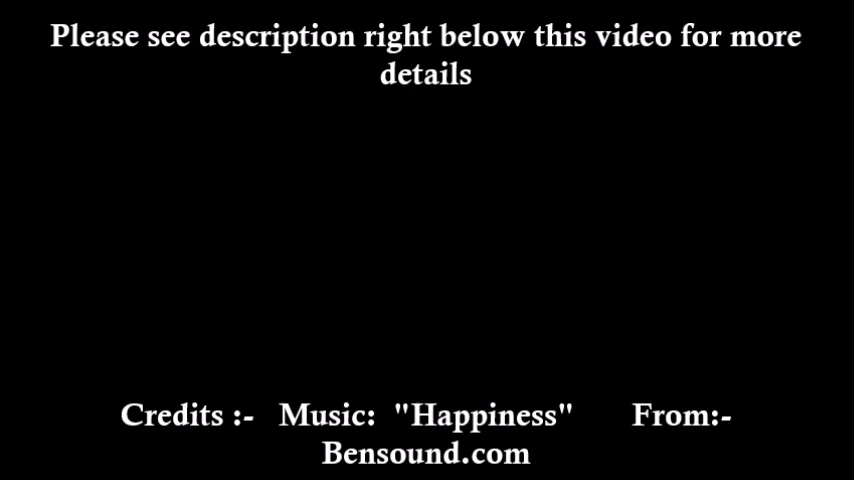 Please see description right below this video for more
details
Credits :-   Music:  "Happiness"       From:-
Bensound.com